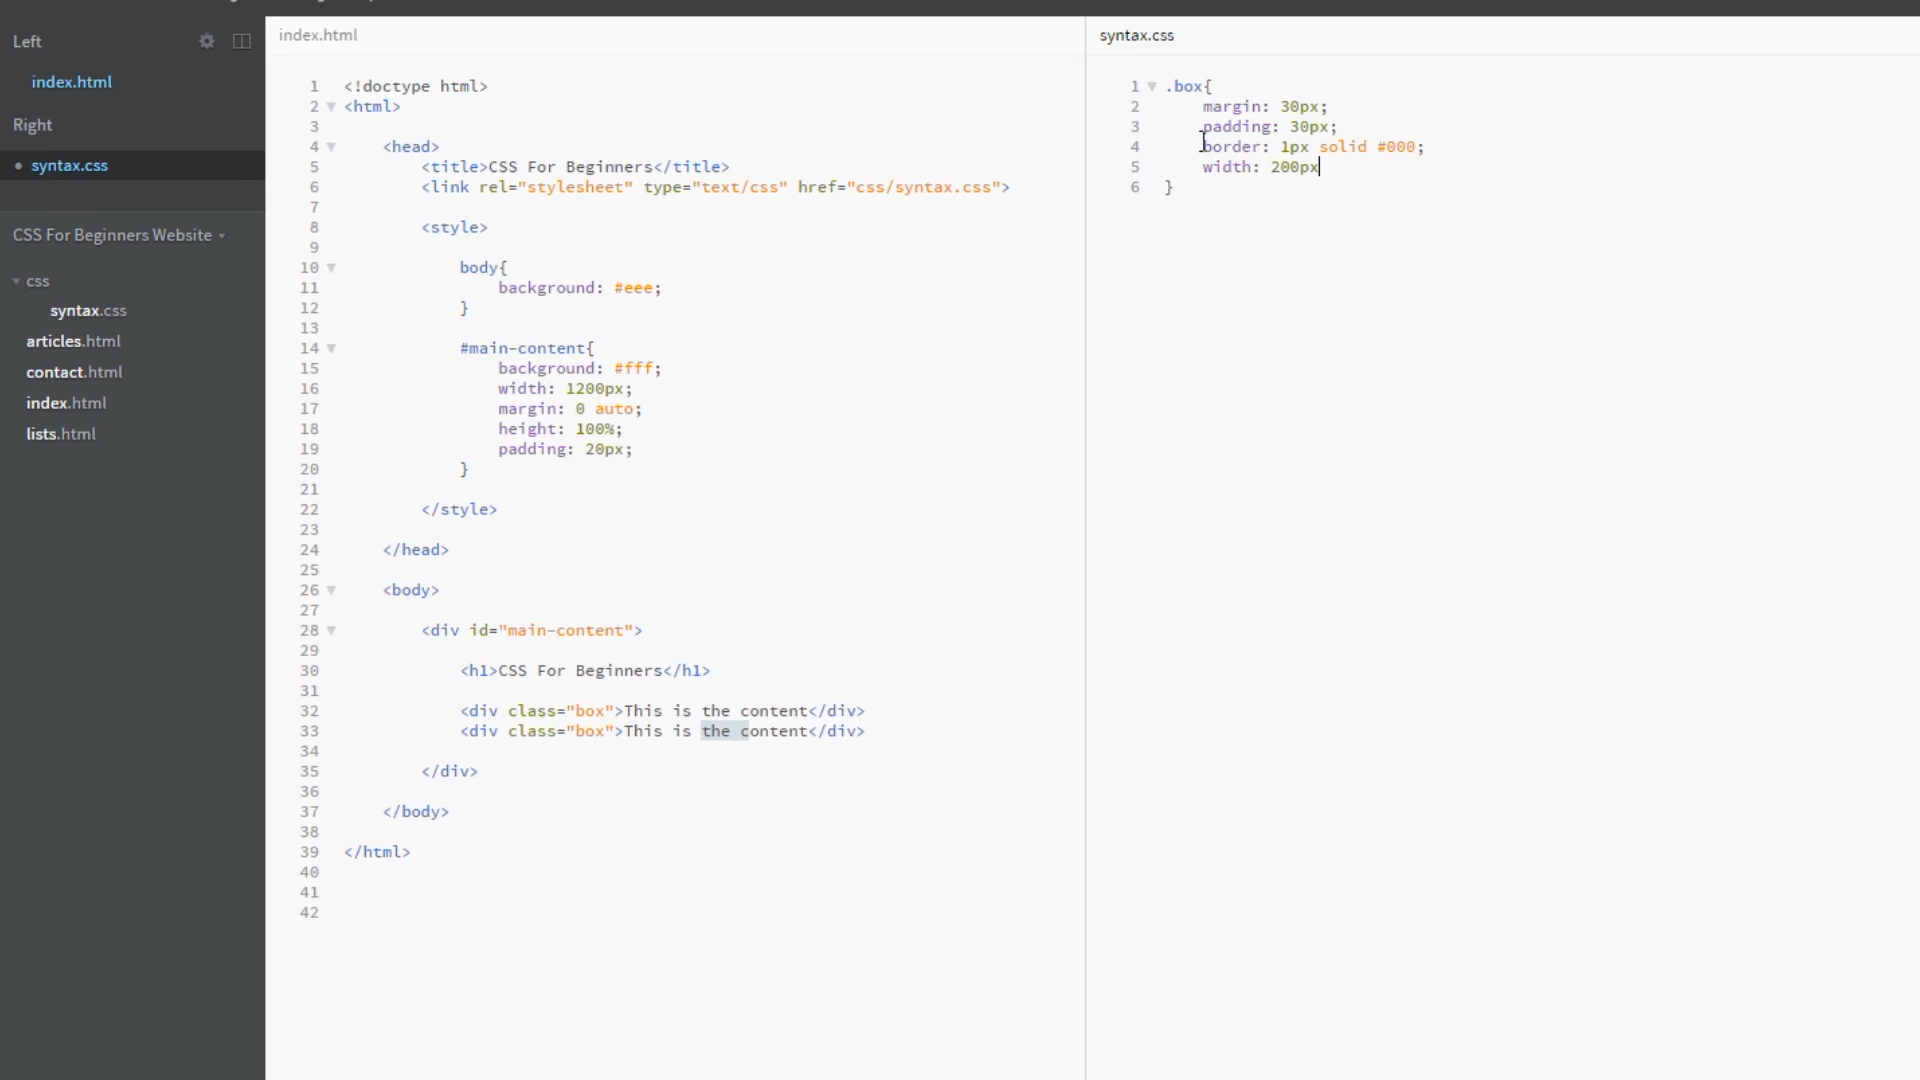 Left
index.html
Right
syntax.css
CSS For Beginners Website
css
syntax.css
articles.html
contact.html
index.html
lists.html
index.html
1 <!doctype html>
2 <html>
3
4 <head>
5 <title>CSS For Beginners</title>
6 <link rel="stylesheet" type="text/css" href="css/syntax.css">
7
8 <style>
9
10 body{
11 background: #eee;
12 }
13
14 #main-content{
15 background: #fff;
16 width: 1200px;
17 margin: 0 auto;
18 height: 100%;
19 padding: 20px;
20 }
21
22 </style>
23
24 </head>
25
26 <body>
27
28 <div id="main-content">
29
30 <h1>CSS For Beginners</h1>
31
32 <div class="box">This is the content</div>
33 <div class="box">This is the content</div>
34
35 </div>
36
37 </body>
38
39 </html>
40
41
42
syntax.css
1 .box{
2 margin: 30px;
3 padding: 30px;
4 border: 1px solid #000;
5 width: 200px
6 }